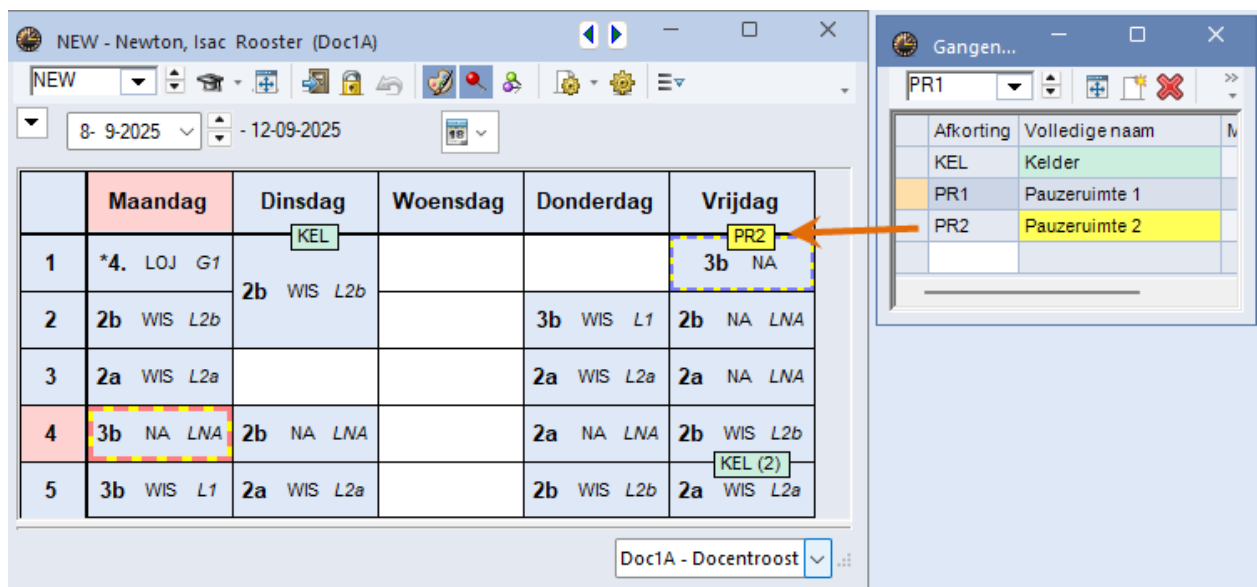 NEW - Newton, Isac Rooster (Doc1A)
NEW
8- 9-2025 - 12-09-2025
18
Maandag Dinsdag Woensdag Donderdag Vrijdag
KEL PR2
1 *4. LOJ G1 2b WIS L2b 3b NA
2 2b WIS L2b 3b WIS L1 2b NA LNA
3 2a WIS L2a 2a WIS L2a 2a NA LNA
4 3b NA LNA 2b NA LNA 2a NA LNA 2b WIS L2b
KEL (2)
5 3b WIS L1 2a WIS L2a 2b WIS L2b 2a WIS L2a
Doc1A - Docentroost
Gangen...
PR1
Afkorting Volledige naam
KEL Kelder
PR1 Pauzeruimte 1
PR2 Pauzeruimte 2